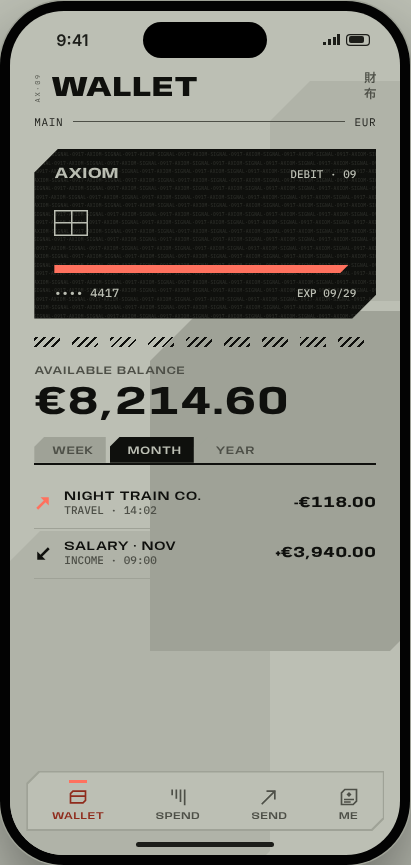 9:41
AX·09
WALLET
財布
MAIN
EUR
AXIOM
DEBIT · 09
•••• 4417
EXP 09/29
AVAILABLE BALANCE
€8,214.60
WEEK
MONTH
YEAR
NIGHT TRAIN CO.
-€118.00
TRAVEL · 14:02
SALARY · NOV
+€3,940.00
INCOME · 09:00
WALLET
SPEND
SEND
ME